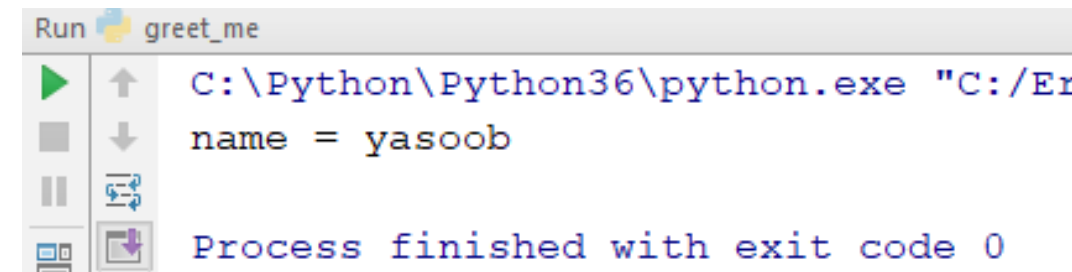 Run greet_me
C:\Python\Python36\python.exe "C:/Er
name = yasoob
Process finished with exit code 0